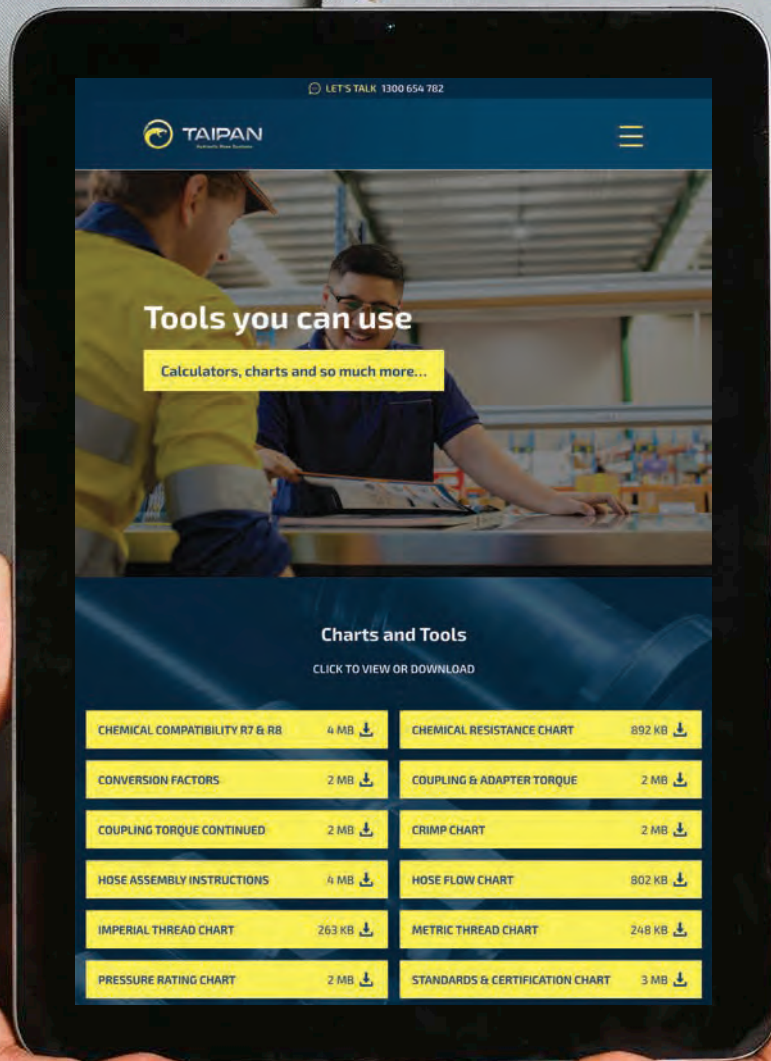 LET'S TALK 1300 654 782
TAIPAN
Hydraulic Hose Systems
Tools you can use
Calculators, charts and so much more...
Charts and Tools
CLICK TO VIEW OR DOWNLOAD
CHEMICAL COMPATIBILITY R7 & R8 4 MB
CHEMICAL RESISTANCE CHART 892 KB
CONVERSION FACTORS 2 MB
COUPLING & ADAPTER TORQUE 2 MB
COUPLING TORQUE CONTINUED 2 MB
CRIMP CHART 2 MB
HOSE ASSEMBLY INSTRUCTIONS 4 MB
HOSE FLOW CHART 802 KB
IMPERIAL THREAD CHART 263 KB
METRIC THREAD CHART 248 KB
PRESSURE RATING CHART 2 MB
STANDARDS & CERTIFICATION CHART 3 MB